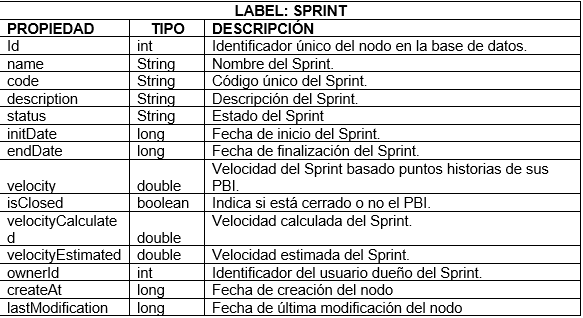 LABEL: SPRINT
PROPIEDAD TIPO DESCRIPCIÓN
Id int Identificador único del nodo en la base de datos.
name String Nombre del Sprint.
code String Código único del Sprint.
description String Descripción del Sprint.
status String Estado del Sprint
initDate long Fecha de inicio del Sprint.
endDate long Fecha de finalización del Sprint.
Velocidad del Sprint basado puntos historias de sus
velocity double PBI.
isClosed boolean Indica si está cerrado o no el PBI.
velocityCalculate Velocidad calculada del Sprint.
d double
velocityEstimated double Velocidad estimada del Sprint.
ownerId int Identificador del usuario dueño del Sprint.
createAt long Fecha de creación del nodo
lastModification long Fecha de última modificación del nodo